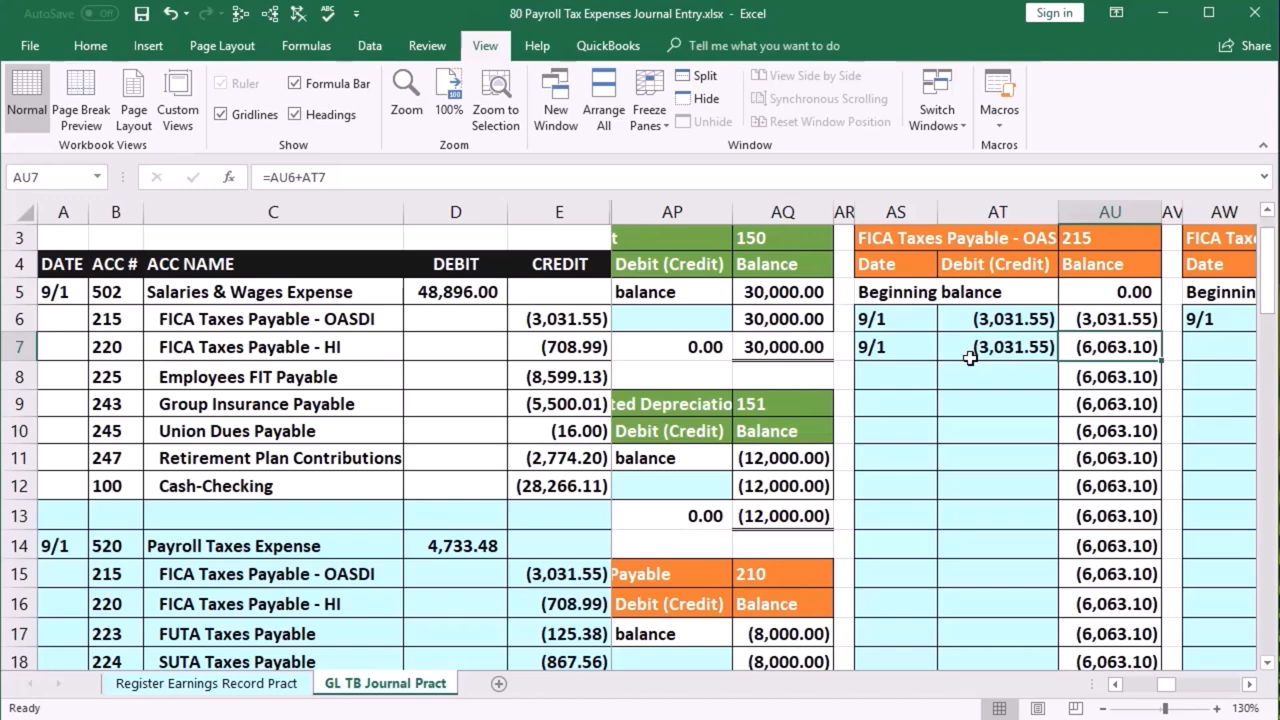 AutoSave Off 80 Payroll Tax Expenses Journal Entry.xlsx - Excel Sign in
File Home Insert Page Layout Formulas Data Review View Help QuickBooks Tell me what you want to do Share
Normal Page Break Preview Page Layout Custom Views
Workbook Views
Ruler Formula Bar
Gridlines Headings
Show
Zoom 100% Zoom to Selection
Zoom
New Window Arrange All Freeze Panes
Split
Hide
Unhide
View Side by Side
Synchronous Scrolling
Reset Window Position
Switch Windows
Window
Macros
Macros
AU7 fx =AU6+AT7
A B C D E AP AQ AR AS AT AU AV AW
3 t 150 FICA Taxes Payable - OAS 215 FICA Taxe
4 DATE ACC # ACC NAME DEBIT CREDIT Debit (Credit) Balance Date Debit (Credit) Balance Date
5 9/1 502 Salaries & Wages Expense 48,896.00 balance 30,000.00 Beginning balance 0.00 Beginnin
6 215 FICA Taxes Payable - OASDI (3,031.55) 30,000.00 9/1 (3,031.55) (3,031.55) 9/1
7 220 FICA Taxes Payable - HI (708.99) 0.00 30,000.00 9/1 (3,031.55) (6,063.10)
8 225 Employees FIT Payable (8,599.13) (6,063.10)
9 243 Group Insurance Payable (5,500.01) ted Depreciatio 151 (6,063.10)
10 245 Union Dues Payable (16.00) Debit (Credit) Balance (6,063.10)
11 247 Retirement Plan Contributions (2,774.20) balance (12,000.00) (6,063.10)
12 100 Cash-Checking (28,266.11) (12,000.00) (6,063.10)
13 0.00 (12,000.00) (6,063.10)
14 9/1 520 Payroll Taxes Expense 4,733.48 (6,063.10)
15 215 FICA Taxes Payable - OASDI (3,031.55) Payable 210 (6,063.10)
16 220 FICA Taxes Payable - HI (708.99) Debit (Credit) Balance (6,063.10)
17 223 FUTA Taxes Payable (125.38) balance (8,000.00) (6,063.10)
18 224 SUTA Taxes Payable (867.56) (8,000.00) (6,063.10)
Register Earnings Record Pract GL TB Journal Pract
Ready 130%